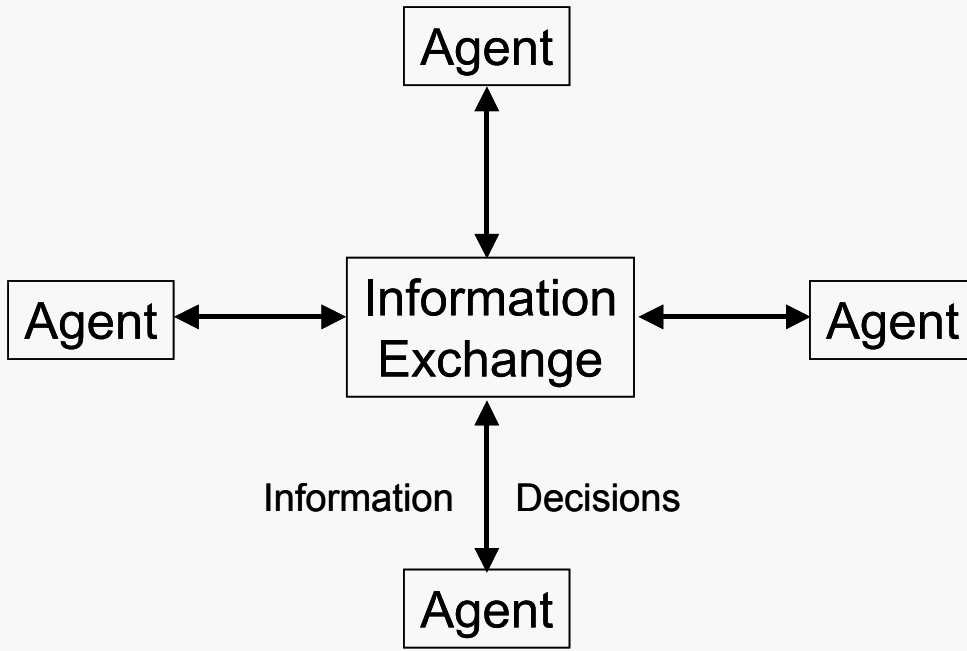 Agent
Agent
Information
Exchange
Agent
Information
Decisions
Agent